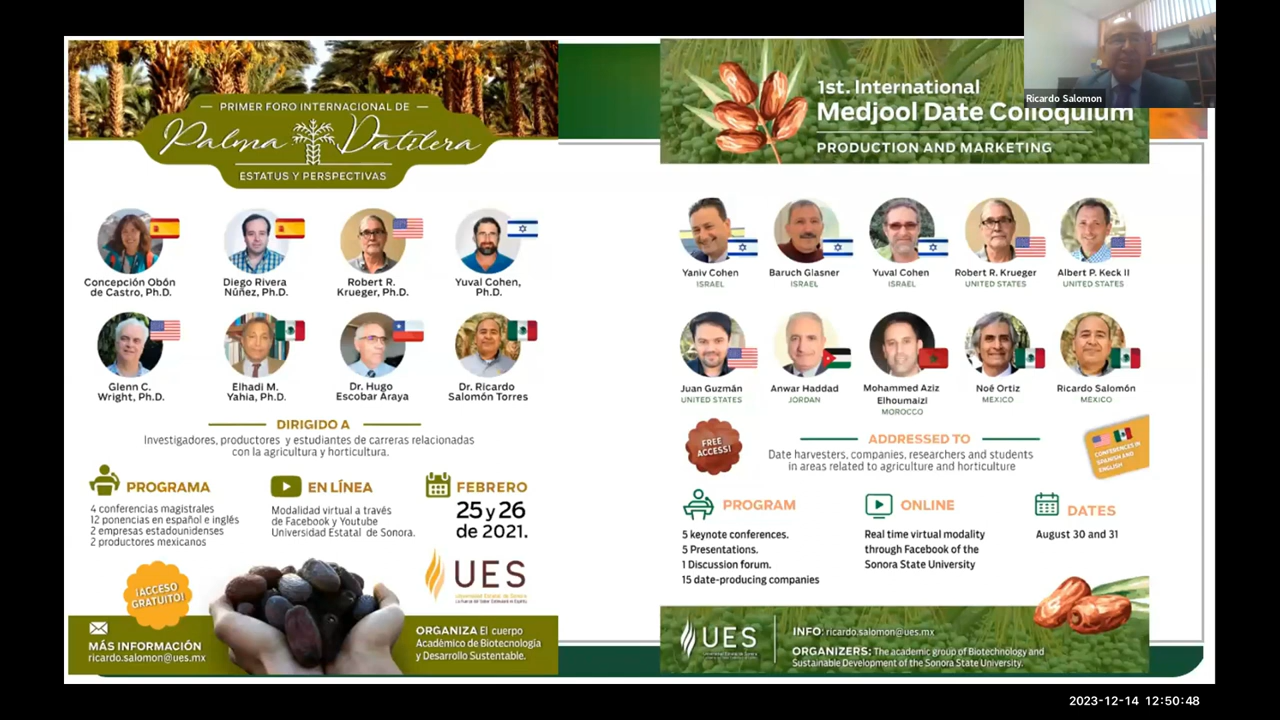 PRIMER FORO INTERNACIONAL DE
Palma Datilera
ESTATUS Y PERSPECTIVAS
Concepción Obón
de Castro, Ph.D.
Diego Rivera
Núñez, Ph.D.
Robert R.
Krueger, Ph.D.
Yuval Cohen,
Ph.D.
Glenn C.
Wright, Ph.D.
Elhadi M.
Yahia, Ph.D.
Dr. Hugo
Escobar Araya
Dr. Ricardo
Salomón Torres
DIRIGIDO A
Investigadores, productores y estudiantes de carreras relacionadas
con la agricultura y horticultura.
PROGRAMA
4 conferencias magistrales
12 ponencias en español e inglés
2 empresas estadounidenses
2 productores mexicanos
EN LÍNEA
Modalidad virtual a través
de Facebook y Youtube
Universidad Estatal de Sonora.
FEBRERO
25 y 26
de 2021.
¡ACCESO
GRATUITO!
UES
Universidad Estatal de Sonora
MÁS INFORMACIÓN
ricardo.salomon@ues.mx
ORGANIZA El cuerpo
Académico de Biotecnología
y Desarrollo Sustentable.
1st. International
Medjool Date Colloquium
PRODUCTION AND MARKETING
Ricardo Salomon
Yaniv Cohen
ISRAEL
Baruch Glasner
ISRAEL
Yuval Cohen
ISRAEL
Robert R. Krueger
UNITED STATES
Albert P. Keck II
UNITED STATES
Juan Guzmán
UNITED STATES
Anwar Haddad
JORDAN
Mohammed Aziz
Elhoumaizi
MOROCCO
Noé Ortiz
MEXICO
Ricardo Salomón
MEXICO
FREE
ACCESS!
ADDRESSED TO
Date harvesters, companies, researchers and students
in areas related to agriculture and horticulture
CONFERENCES IN
SPANISH AND
ENGLISH
PROGRAM
5 keynote conferences.
5 Presentations.
1 Discussion forum.
15 date-producing companies
ONLINE
Real time virtual modality
through Facebook of the
Sonora State University
DATES
August 30 and 31
UES
INFO: ricardo.salomon@ues.mx
ORGANIZERS: The academic group of Biotechnology and
Sustainable Development of the Sonora State University.
2023-12-14 12:50:48